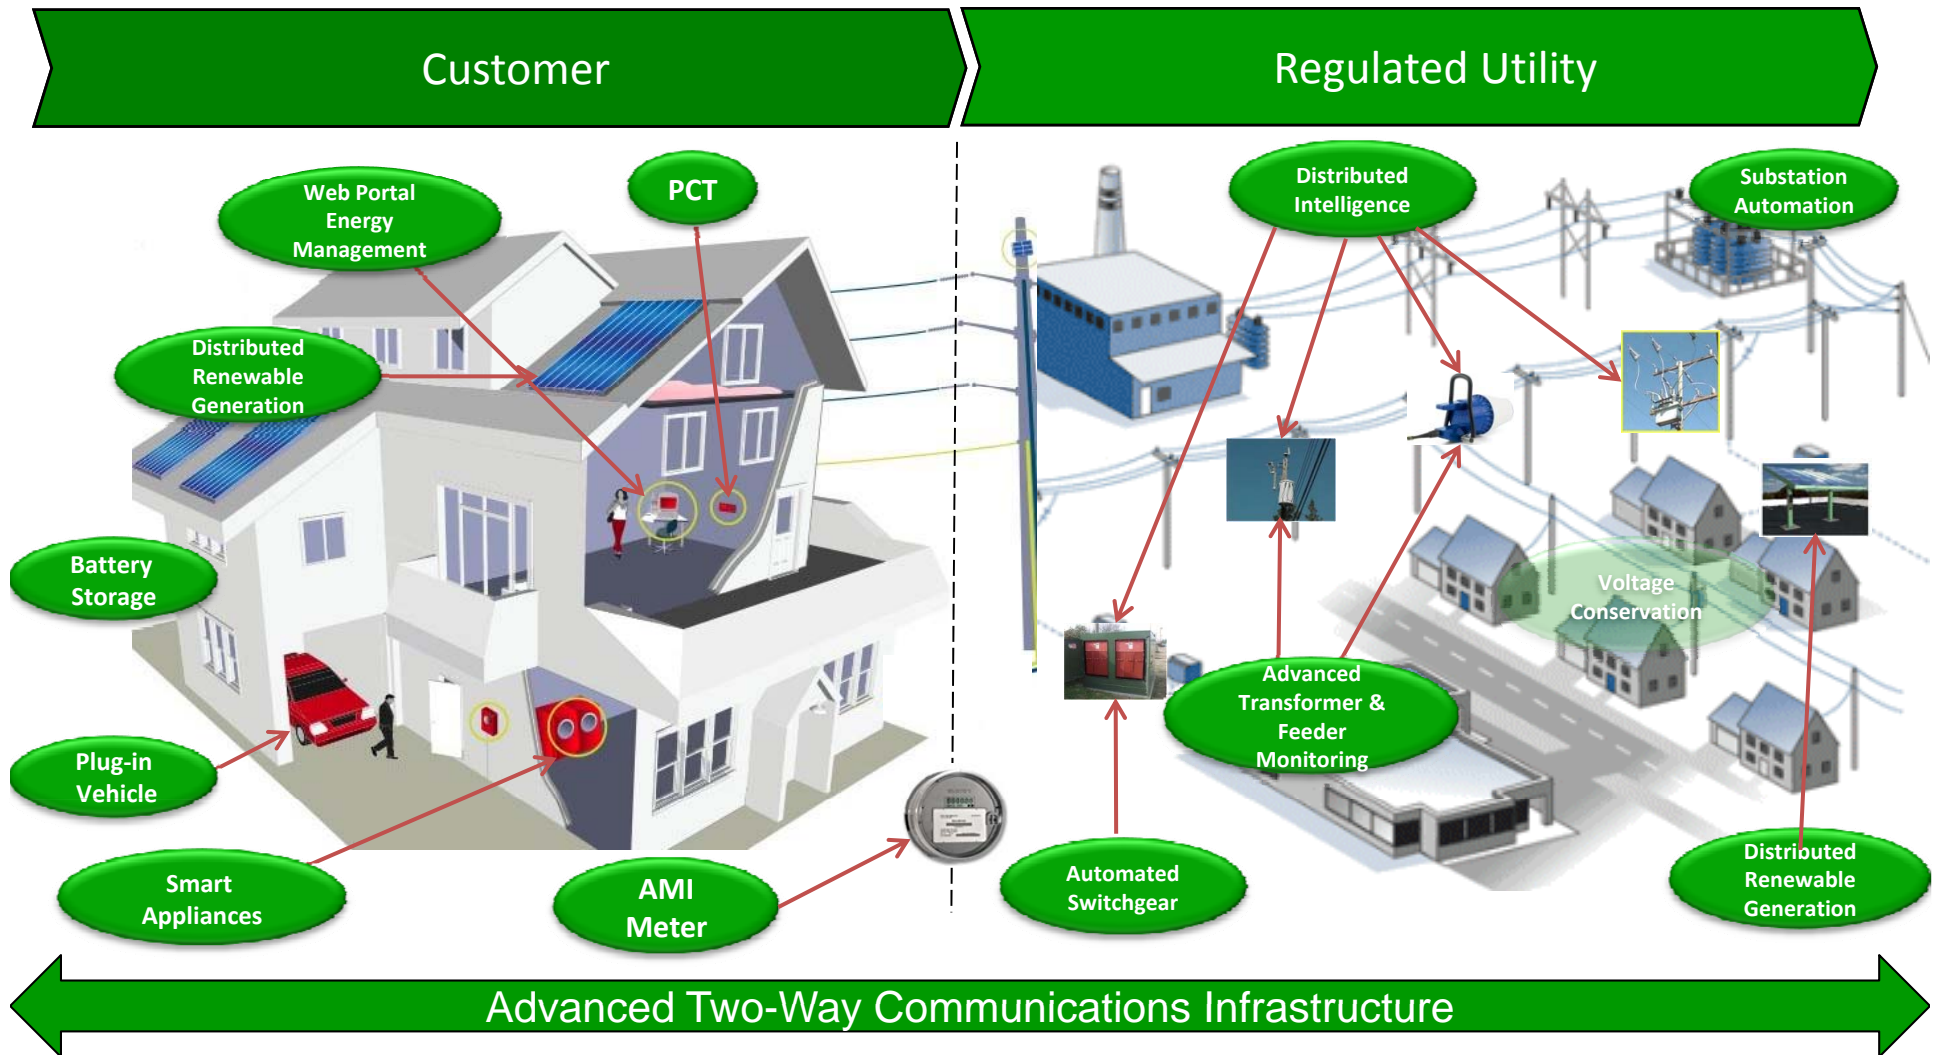 Customer
Regulated Utility
Web Portal
Energy
Management
PCT
Distributed
Intelligence
Substation
Automation
Distributed
Renewable
Generation
Battery
Storage
Voltage
Conservation
Advanced
Transformer &
Feeder
Monitoring
Plug-in
Vehicle
Smart
Appliances
AMI
Meter
Automated
Switchgear
Distributed
Renewable
Generation
Advanced Two-Way Communications Infrastructure